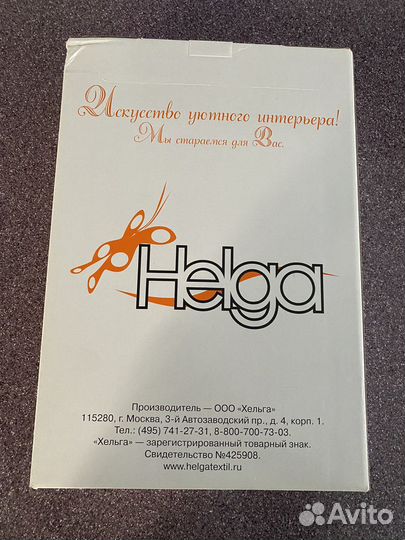 Искусство уютного интерьера!
Мы стараемся для Вас.
Helga
Производитель — ООО «Хельга»
115280, г. Москва, 3-й Автозаводский пр., д. 4, корп. 1.
Тел.: (495) 741-27-31, 8-800-700-73-03.
«Хельга» — зарегистрированный товарный знак.
Свидетельство №425908.
www.helgatextil.ru
Avito